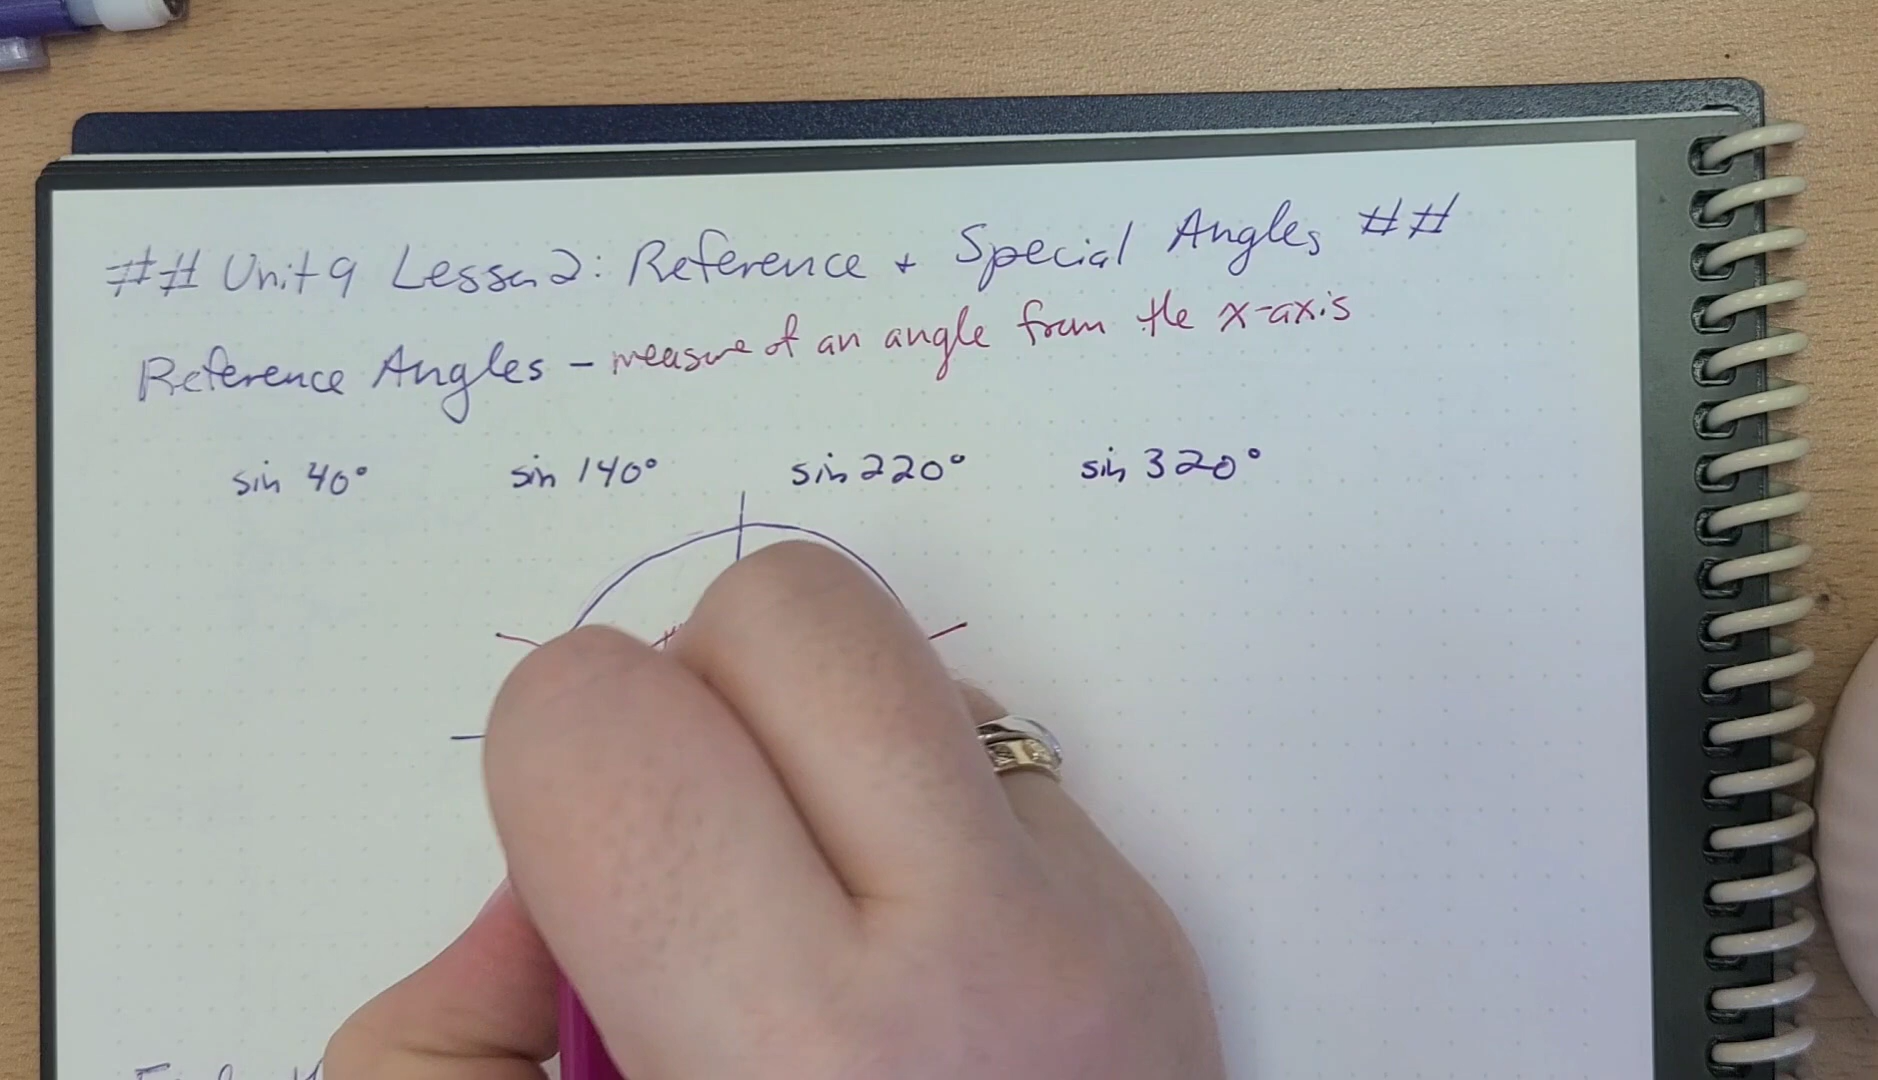 ## Unit 9 Lesson 2: Reference + Special Angles ##
Reference Angles - measure of an angle from the x-axis
sin 40° sin 140° sin 220° sin 320°